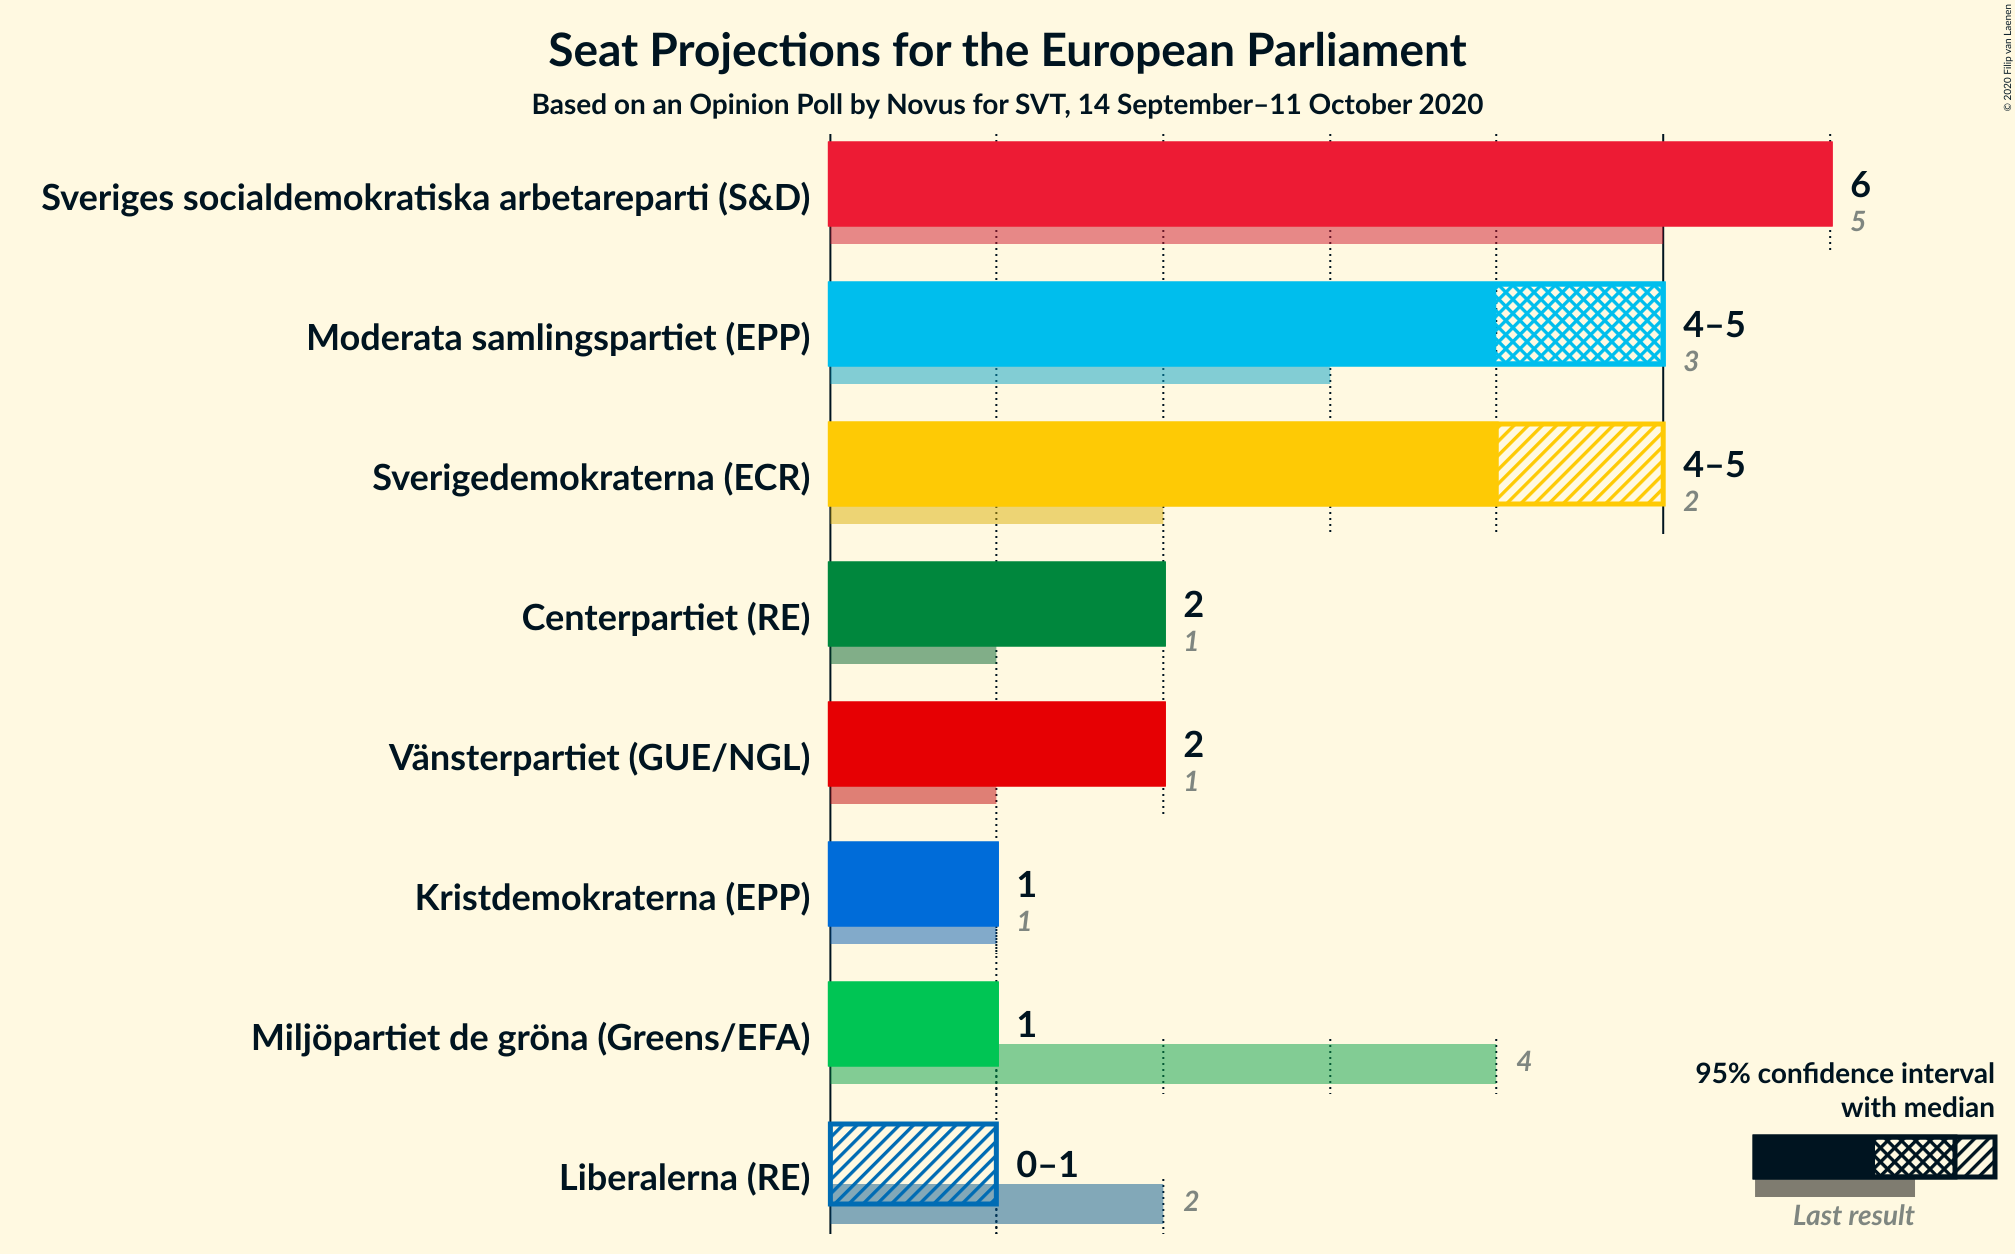 Seat Projections for the European Parliament
Based on an Opinion Poll by Novus for SVT, 14 September–11 October 2020
© 2020 Filip van Laenen
Sveriges socialdemokratiska arbetareparti (S&D)
6
5
Moderata samlingspartiet (EPP)
4–5
3
Sverigedemokraterna (ECR)
4–5
2
Centerpartiet (RE)
2
1
Vänsterpartiet (GUE/NGL)
2
1
Kristdemokraterna (EPP)
1
1
Miljöpartiet de gröna (Greens/EFA)
1
4
Liberalerna (RE)
0–1
2
95% confidence interval
with median
Last result